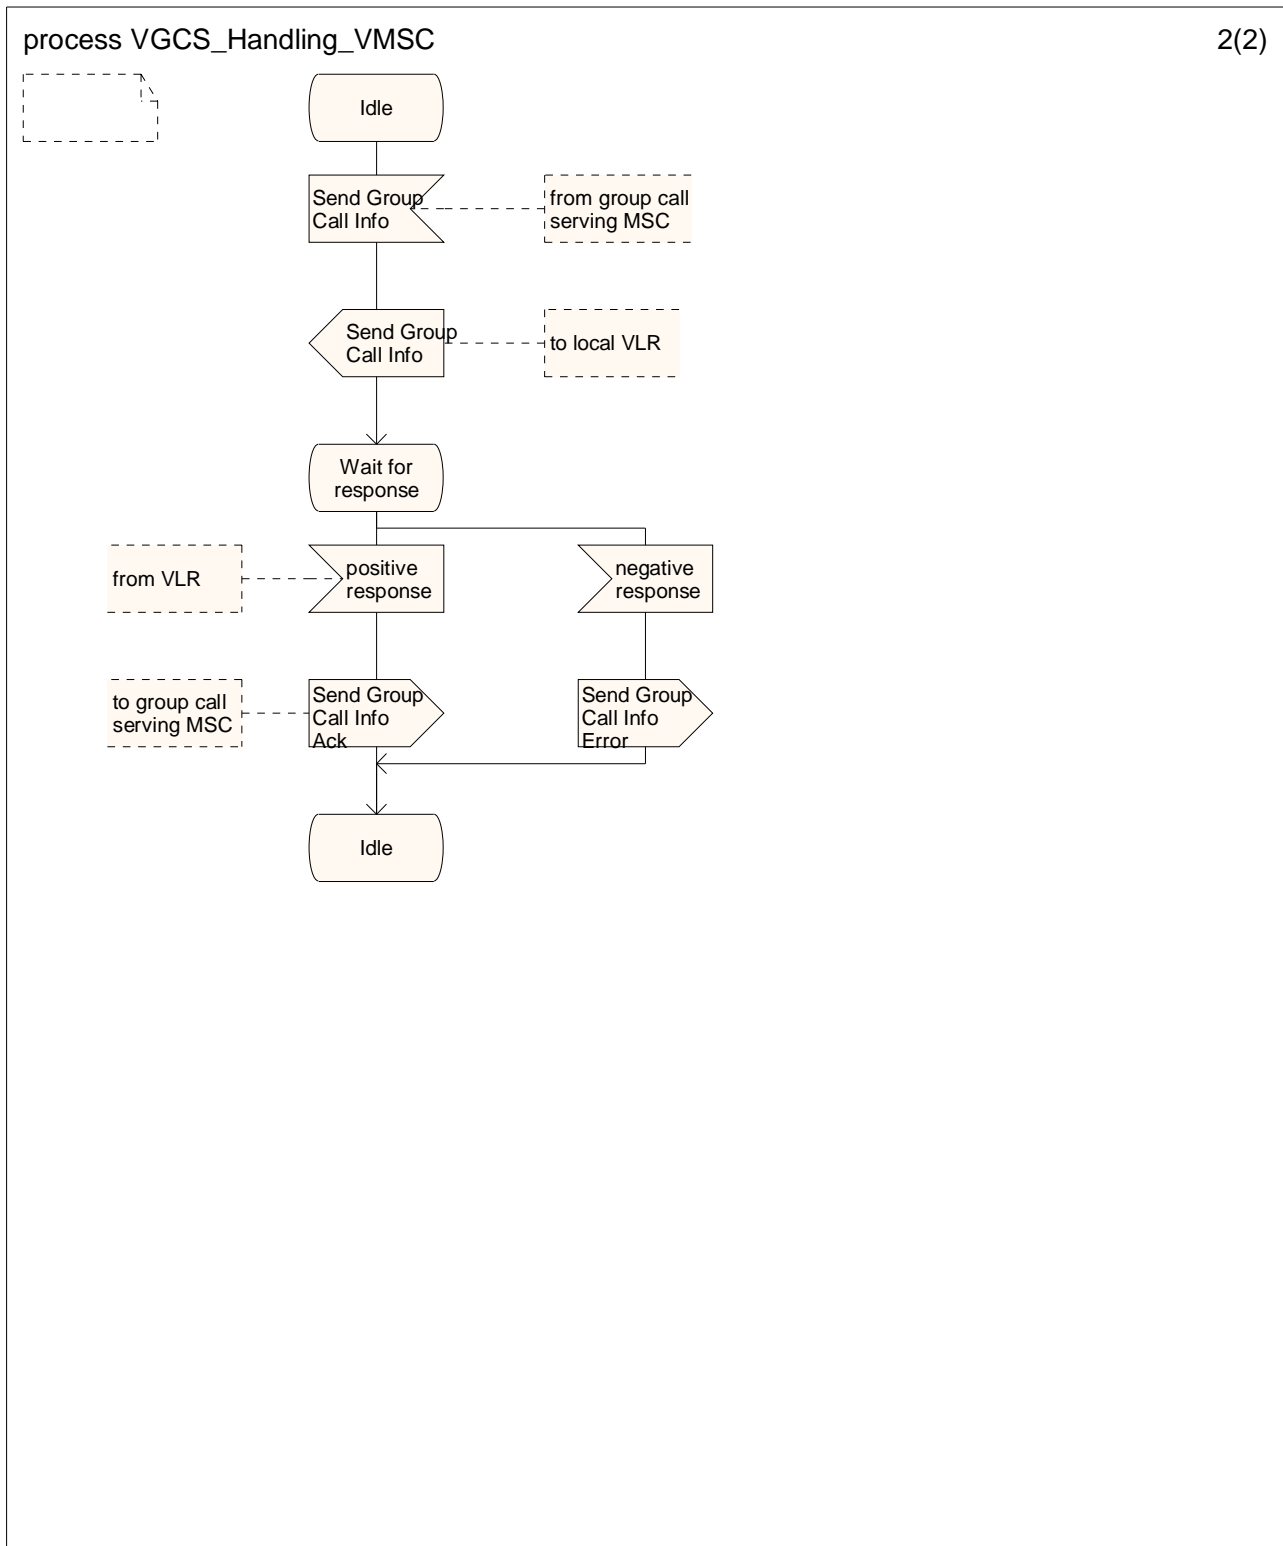 process VGCS_Handling_VMSC
2(2)
Idle
Send Group
Call Info
from group call
serving MSC
Send Group
Call Info
to local VLR
Wait for
response
from VLR
positive
response
negative
response
to group call
serving MSC
Send Group
Call Info
Ack
Send Group
Call Info
Error
Idle